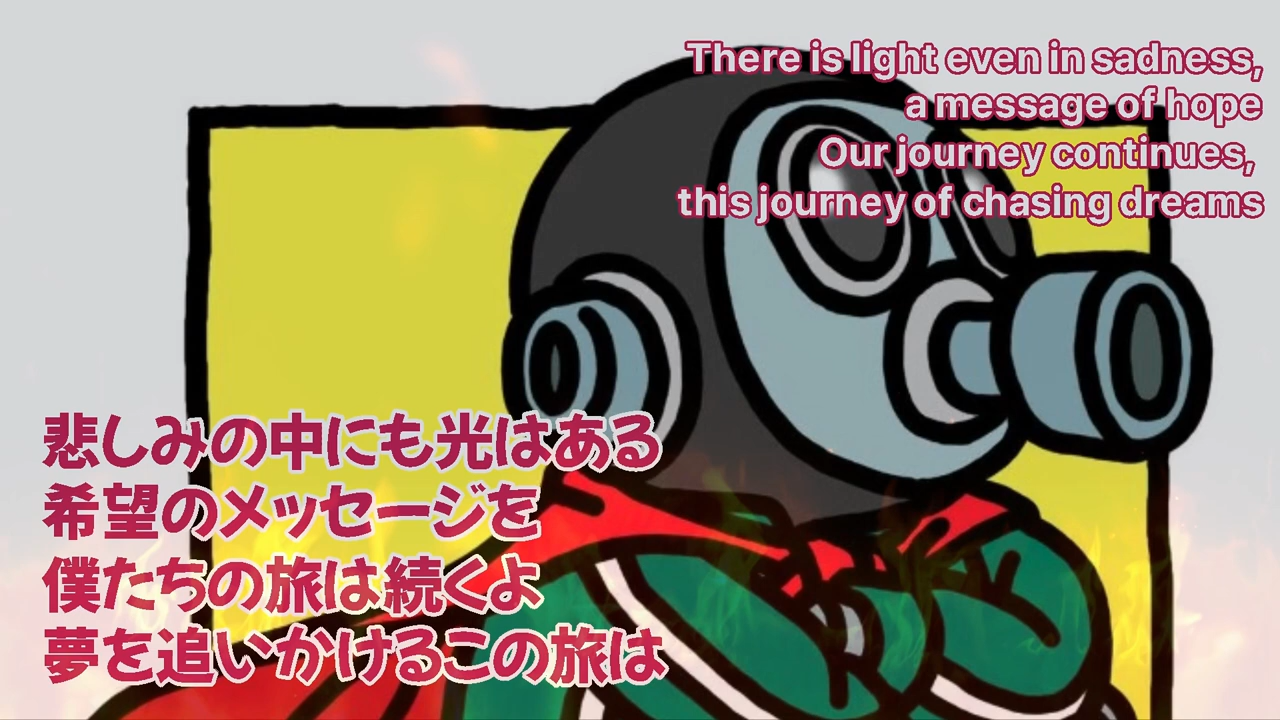 There is light even in sadness,
a message of hope
Our journey continues,
this journey of chasing dreams
悲しみの中にも光はある
希望のメッセージを
僕たちの旅は続くよ
夢を追いかけるこの旅は